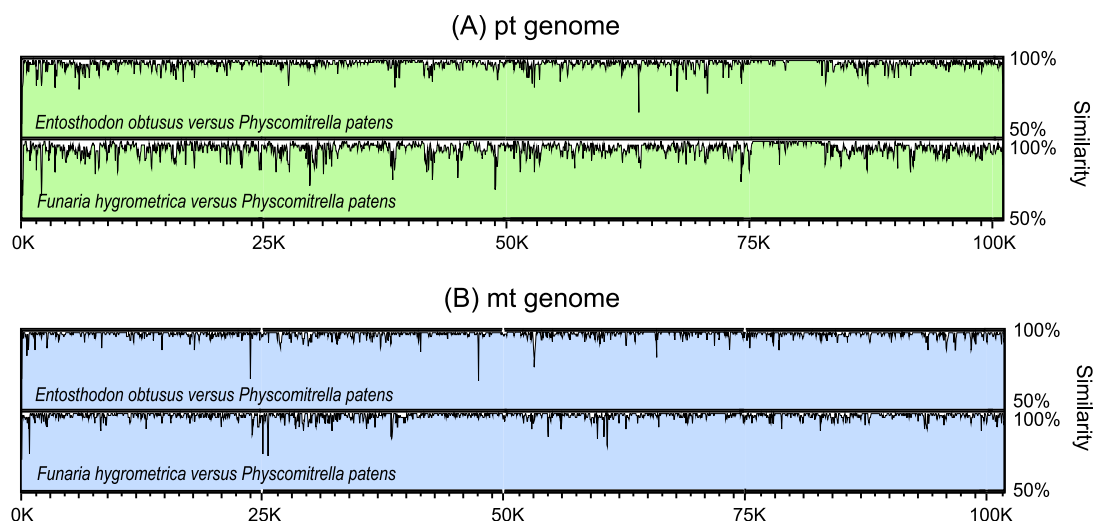 (A) pt genome
100%
Entosthodon obtusus versus Physcomitrella patens
50%
100%
Similarity
Funaria hygrometrica versus Physcomitrella patens
50%
0K 25K 50K 75K 100K
(B) mt genome
100%
Entosthodon obtusus versus Physcomitrella patens
50%
100%
Similarity
Funaria hygrometrica versus Physcomitrella patens
50%
0K 25K 50K 75K 100K